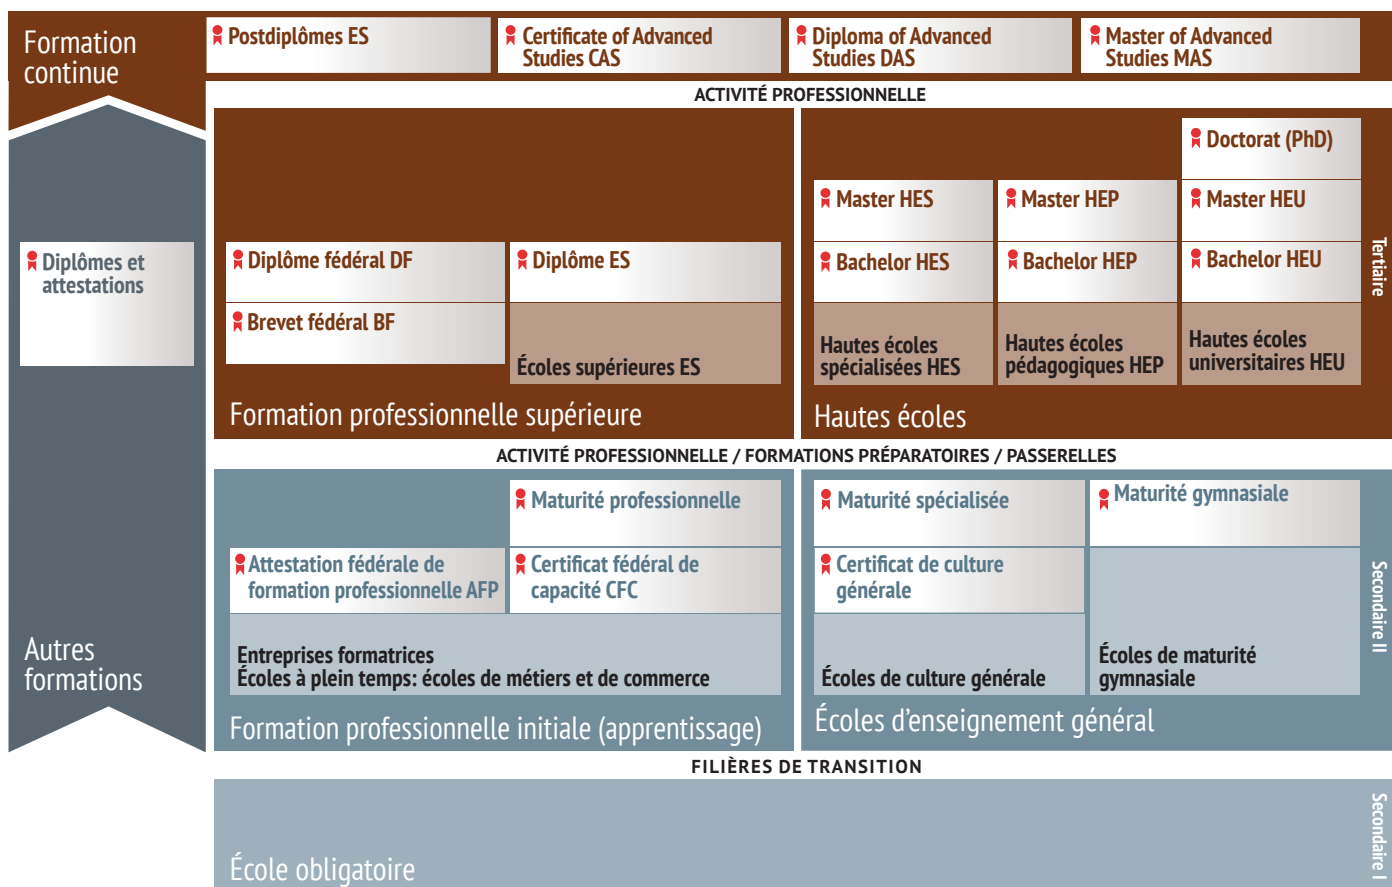 Formation
continue
Postdiplômes ES
Certificate of Advanced
Studies CAS
Diploma of Advanced
Studies DAS
Master of Advanced
Studies MAS
ACTIVITÉ PROFESSIONNELLE
Doctorat (PhD)
Master HES
Master HEP
Master HEU
Tertiaire
Diplômes et
attestations
Diplôme fédéral DF
Diplôme ES
Bachelor HES
Bachelor HEP
Bachelor HEU
Brevet fédéral BF
Écoles supérieures ES
Hautes écoles
spécialisées HES
Hautes écoles
pédagogiques HEP
Hautes écoles
universitaires HEU
Formation professionnelle supérieure
Hautes écoles
ACTIVITÉ PROFESSIONNELLE / FORMATIONS PRÉPARATOIRES / PASSERELLES
Maturité professionnelle
Maturité spécialisée
Maturité gymnasiale
Attestation fédérale de
formation professionnelle AFP
Certificat fédéral de
capacité CFC
Certificat de culture
générale
Secondaire II
Autres
formations
Entreprises formatrices
Écoles à plein temps: écoles de métiers et de commerce
Écoles de culture générale
Écoles de maturité
gymnasiale
Formation professionnelle initiale (apprentissage)
Écoles d’enseignement général
FILIÈRES DE TRANSITION
Secondaire I
École obligatoire